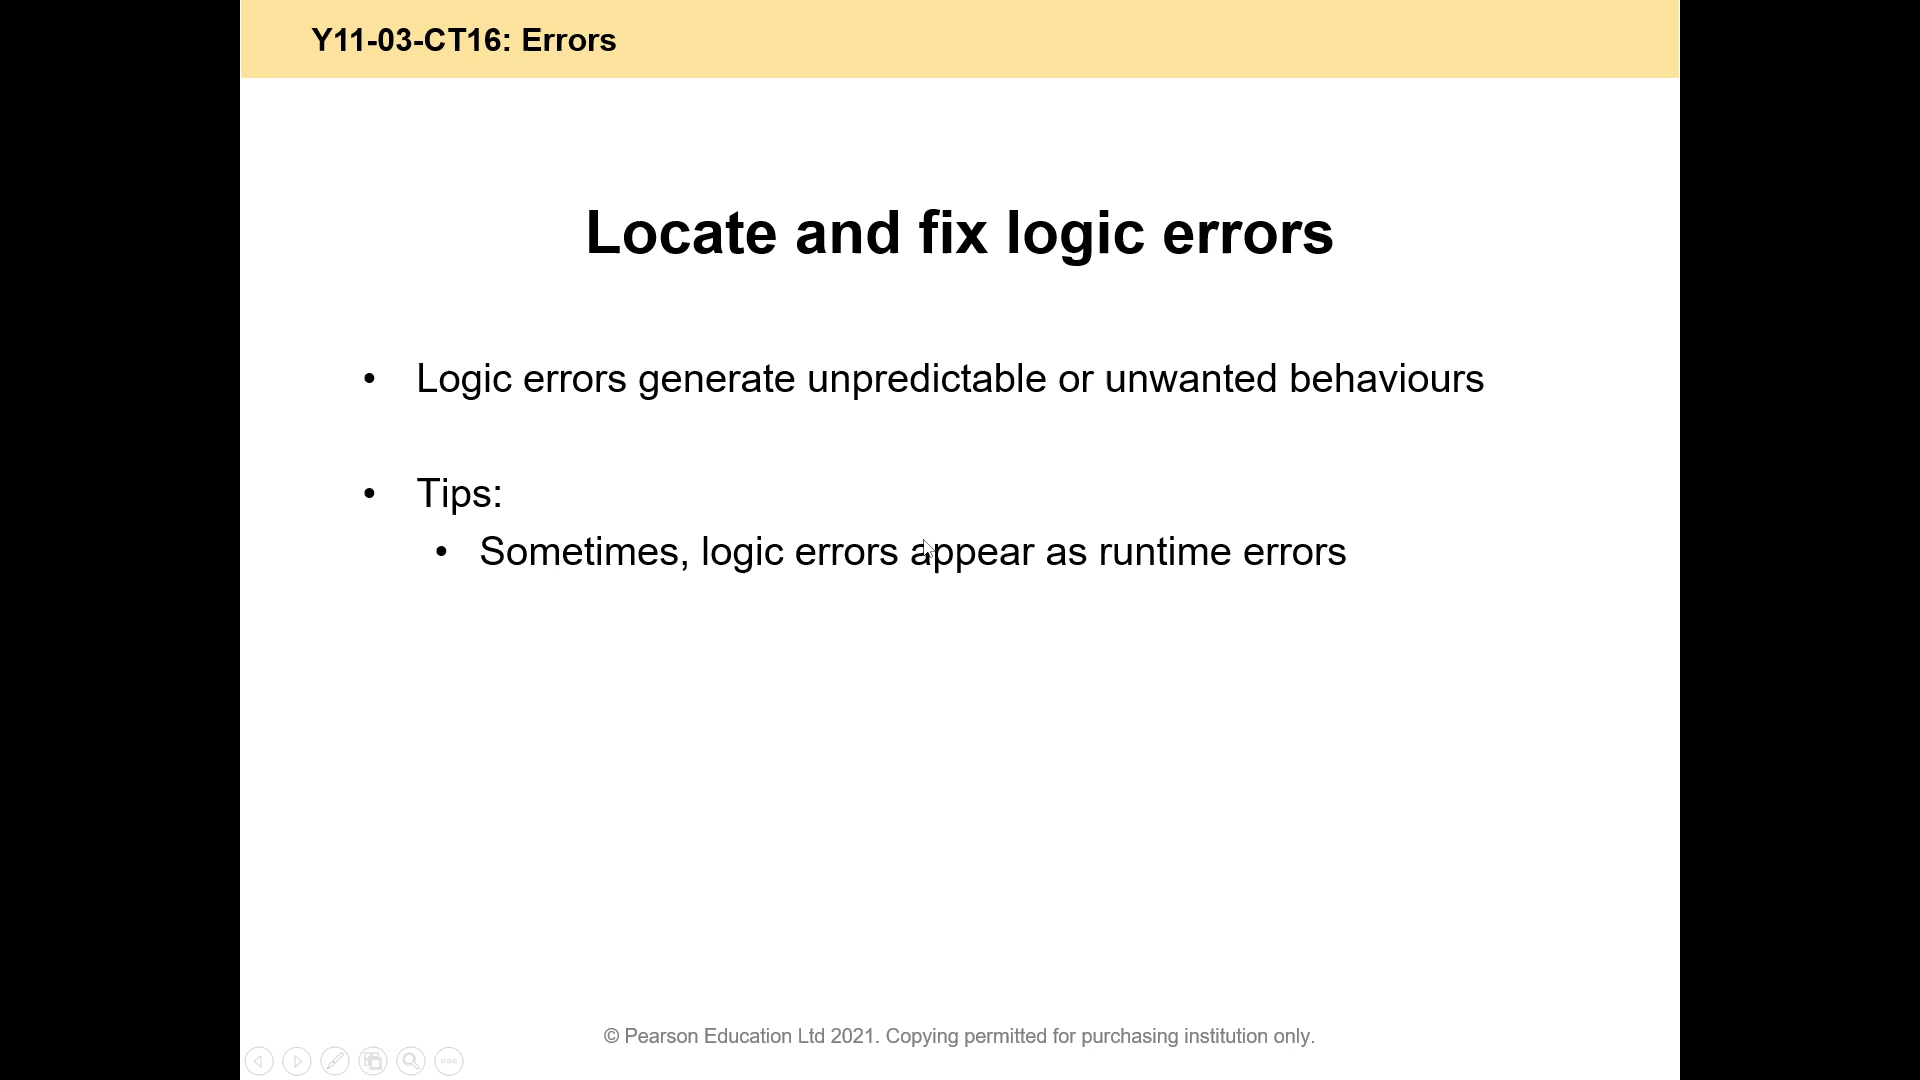 Y11-03-CT16: Errors
Locate and fix logic errors
• Logic errors generate unpredictable or unwanted behaviours
• Tips:
• Sometimes, logic errors appear as runtime errors
© Pearson Education Ltd 2021. Copying permitted for purchasing institution only.